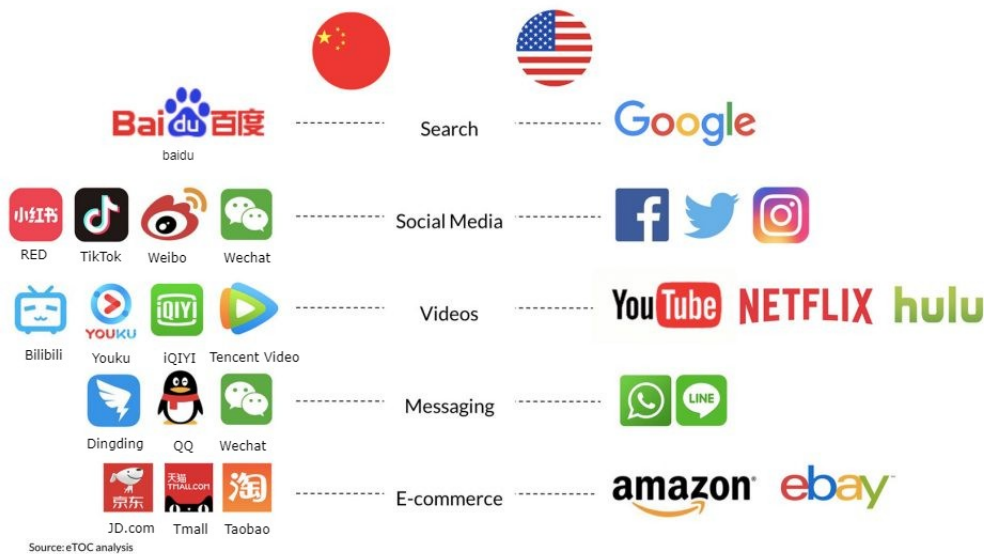 Bai du 百度
baidu
Search
Google
小红书
RED
TikTok
Weibo
Wechat
Social Media
f
YOUKU
iQIYI
Bilibili
Youku
iQIYI
Tencent Video
Videos
YouTube
NETFLIX
hulu
Dingding
QQ
Wechat
Messaging
LINE
京东
天猫
TMALL.COM
淘
JD.com
Tmall
Taobao
E-commerce
amazon
ebay
Source: eTOC analysis